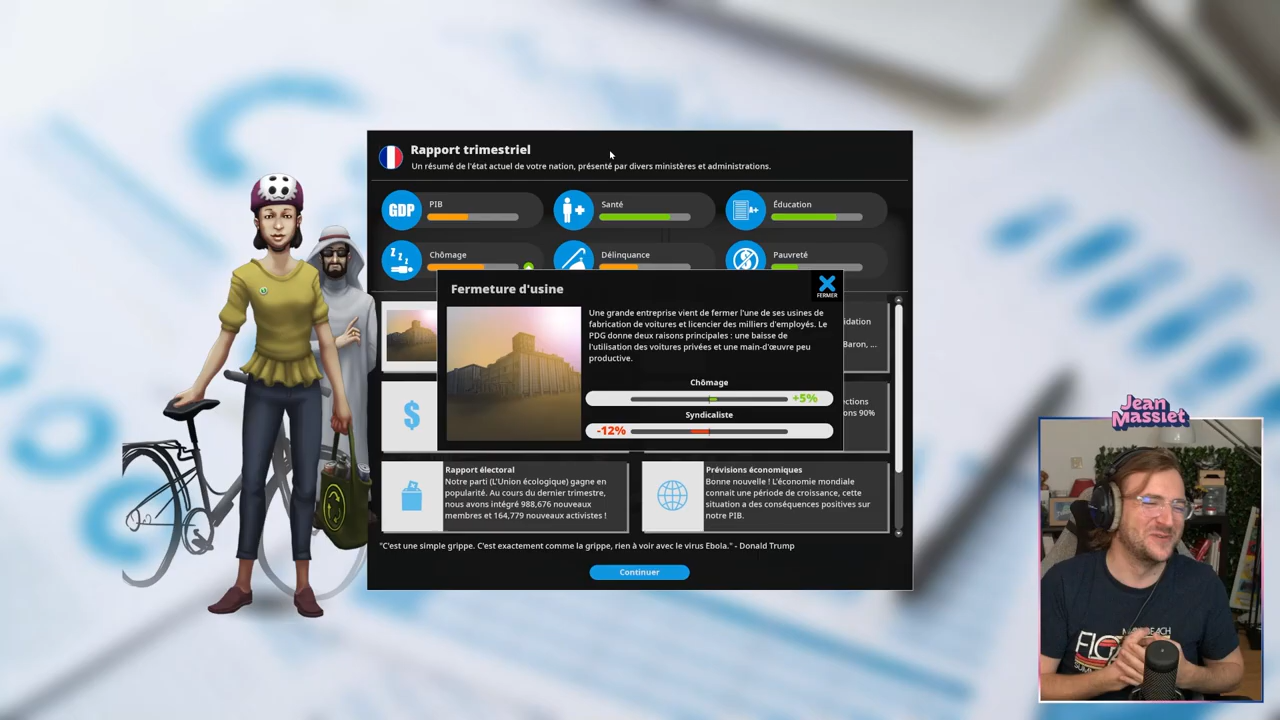 Rapport trimestriel
Un résumé de l'état actuel de votre nation, présenté par divers ministères et administrations.
GDP
PIB
Santé
A+
Éducation
Z Z Z
Chômage
Délinquance
Pauvreté
Fermeture d'usine
FERMER
Une grande entreprise vient de fermer l'une de ses usines de
fabrication de voitures et licencier des milliers d'employés. Le
PDG donne deux raisons principales : une baisse de
l'utilisation des voitures privées et une main-d'œuvre peu
productive.
Chômage
+5%
Syndicaliste
-12%
idation
Baron, ...
ections
ons 90%
$
Rapport électoral
Notre parti (L'Union écologique) gagne en
popularité. Au cours du dernier trimestre,
nous avons intégré 988,676 nouveaux
membres et 164,779 nouveaux activistes !
Prévisions économiques
Bonne nouvelle ! L'économie mondiale
connait une période de croissance, cette
situation a des conséquences positives sur
notre PIB.
"C'est une simple grippe. C'est exactement comme la grippe, rien à voir avec le virus Ebola." - Donald Trump
Continuer
Jean
Massiet